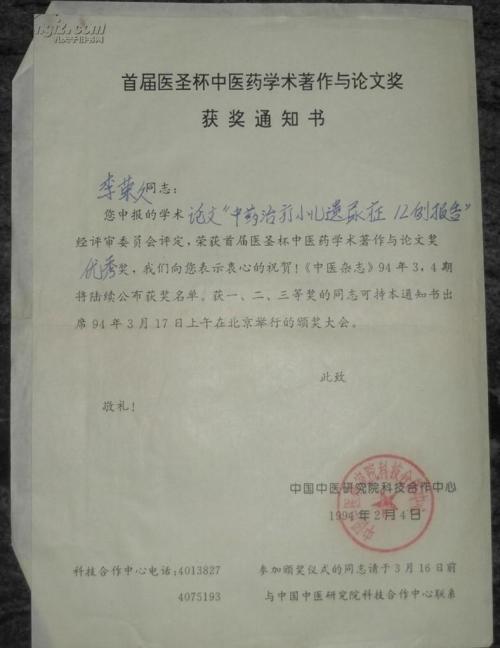 首届医圣杯中医药学术著作与论文奖
获奖通知书
李荣久同志：
您申报的学术论文“中药治疗小儿遗尿症12例报告”
经评审委员会评定，荣获首届医圣杯中医药学术著作与论文奖
优秀奖，我们向您表示衷心的祝贺！《中医杂志》94年3，4期
将陆续公布获奖名单。获一、二、三等奖的同志可持本通知书出
席94年3月17日上午在北京举行的颁奖大会。
此致
敬礼！
中国中医研究院科技合作中心
1994年2月4日
科技合作中心电话：4013827
参加颁奖仪式的同志请于3月16日前
4075193
与中国中医研究院科技合作中心联系